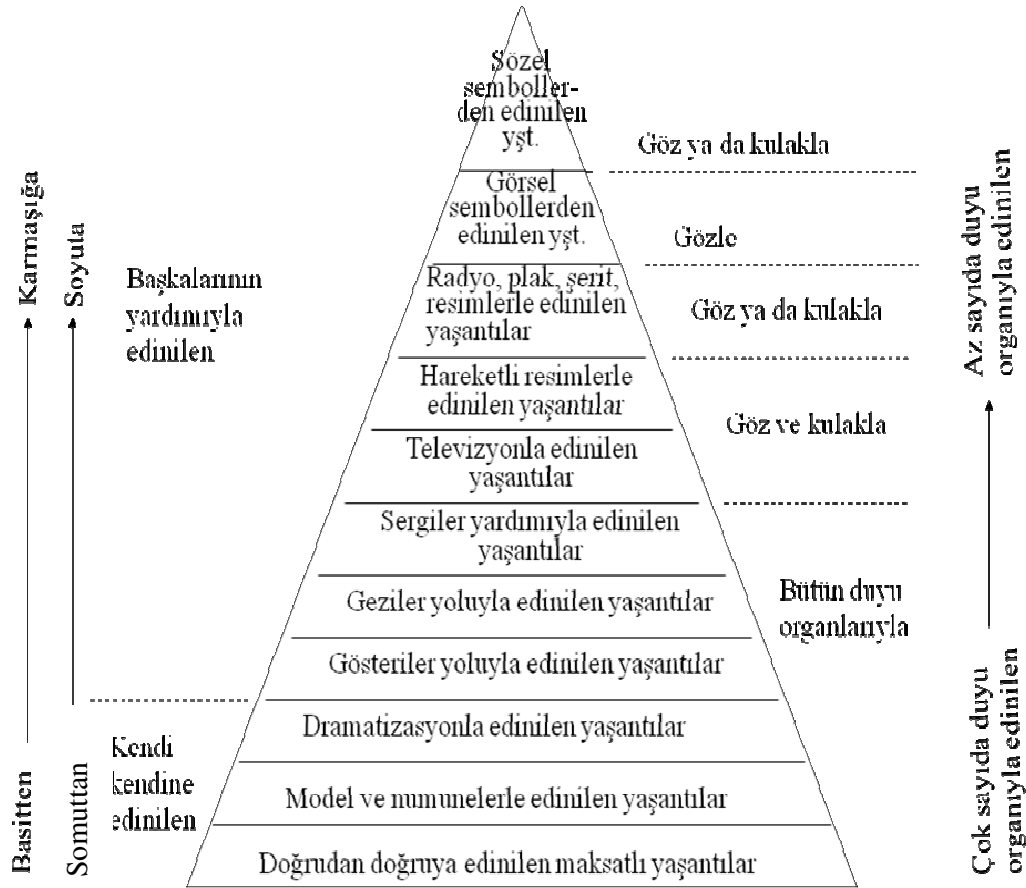 Sözel
semboller-
den edinilen
yşt.
Göz ya da kulakla
Görsel
sembollerden
edinilen yşt.
Gözle
Radyo, plak, şerit,
resimlerle edinilen
yaşantılar
Göz ya da kulakla
Hareketli resimlerle
edinilen yaşantılar
Göz ve kulakla
Televizyonla edinilen
yaşantılar
Sergiler yardımıyla edinilen
yaşantılar
Geziler yoluyla edinilen yaşantılar
Bütün duyu
organlarıyla
Gösteriler yoluyla edinilen yaşantılar
Dramatizasyonla edinilen yaşantılar
Model ve numunelerle edinilen yaşantılar
Doğrudan doğruya edinilen maksatlı yaşantılar
Başkalarının
yardımıyla
edinilen
Kendi
kendine
edinilen
Basitten
Karmaşığa
Somuttan
Soyuta
Az sayıda duyu
organıyla edinilen
Çok sayıda duyu
organıyla edinilen